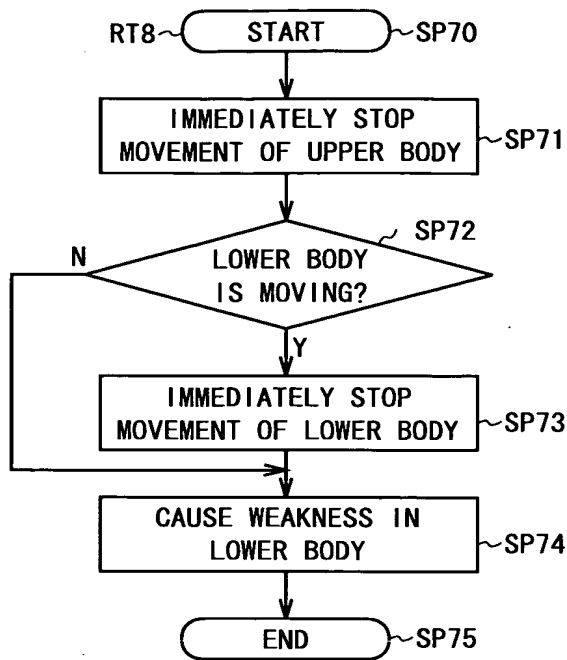 RT8 START SP70
IMMEDIATELY STOP
MOVEMENT OF UPPER BODY SP71
SP72
N LOWER BODY
IS MOVING?
Y
IMMEDIATELY STOP
MOVEMENT OF LOWER BODY SP73
CAUSE WEAKNESS IN
LOWER BODY SP74
END SP75